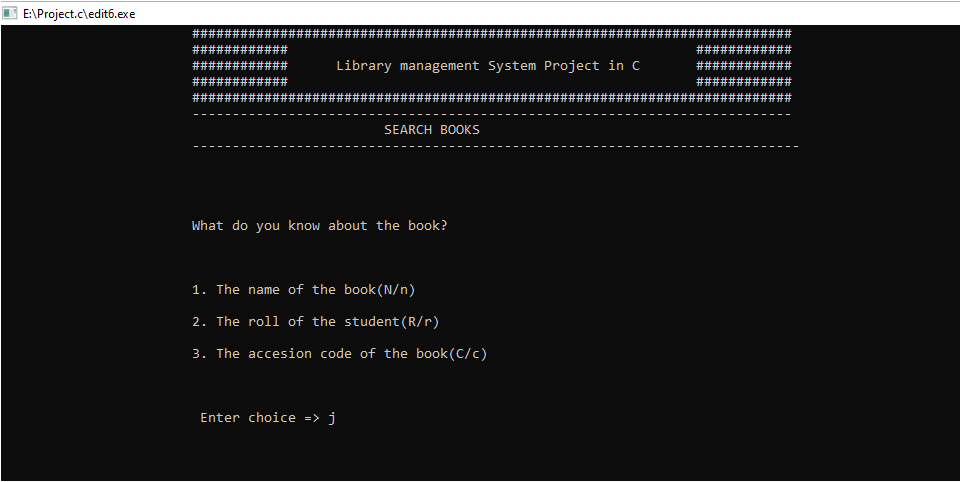 E:\Project.c\edit6.exe
###########################################################################
############ ############
############ Library management System Project in C ############
############ ############
###########################################################################
---------------------------------------------------------------------------
SEARCH BOOKS
----------------------------------------------------------------------------
What do you know about the book?
1. The name of the book(N/n)
2. The roll of the student(R/r)
3. The accesion code of the book(C/c)
Enter choice => j